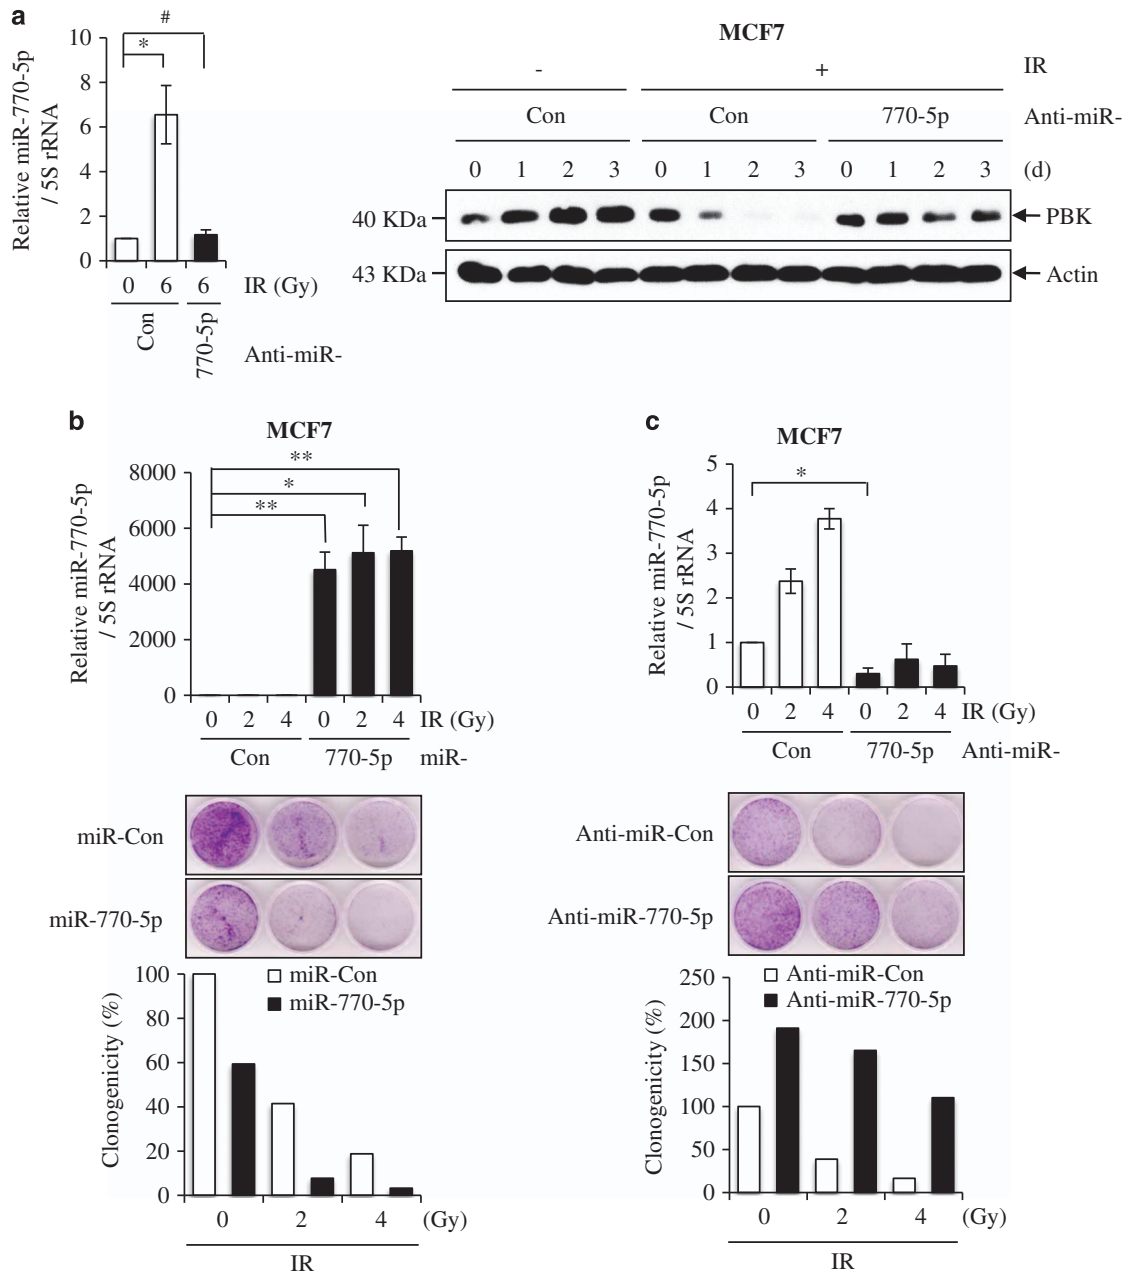 a
Relative miR-770-5p
/ 5S rRNA
10
8
6
4
2
0
#
*
0 6 6 IR (Gy)
Con
770-5p
Anti-miR-
MCF7
- + IR
Con Con 770-5p Anti-miR-
0 1 2 3 0 1 2 3 0 1 2 3 (d)
40 KDa PBK
43 KDa Actin
b
MCF7
Relative miR-770-5p
/ 5S rRNA
8000
6000
4000
2000
0
**
*
**
0 2 4 0 2 4 IR (Gy)
Con 770-5p miR-
miR-Con
miR-770-5p
Clonogenicity (%)
100
80
60
40
20
0
miR-Con
miR-770-5p
0 2 4 (Gy)
IR
c
MCF7
Relative miR-770-5p
/ 5S rRNA
5
4
3
2
1
0
*
0 2 4 0 2 4 IR (Gy)
Con 770-5p Anti-miR-
Anti-miR-Con
Anti-miR-770-5p
Clonogenicity (%)
250
200
150
100
50
0
Anti-miR-Con
Anti-miR-770-5p
0 2 4 (Gy)
IR